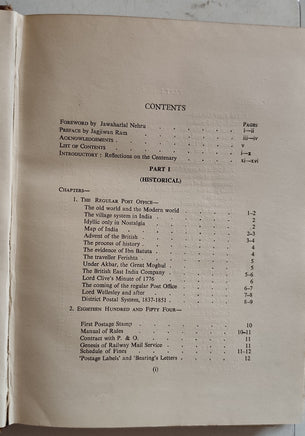 CONTENTS
PAGES
FOREWORD by Jawaharlal Nehru . . . i-ii
PREFACE by Jagjiwan Ram . . . iii-iv
ACKNOWLEDGEMENTS . . . v
LIST OF CONTENTS . . . i-x
INTRODUCTORY : Reflections on the Centenary . . . xi-xvi
PART I
(HISTORICAL)
CHAPTERS—
1. THE REGULAR POST OFFICE—
The old world and the Modern world . . . 1-2
The village system in India . . . 2
Idyllic only in Nostalgia . . . 2
Map of India . . . 2
Advent of the British . . . 3-4
The process of history . . . 4
The evidence of Ibn Batuta . . . 4
The traveller Ferishta . . . 5
Under Akbar, the Great Moghul . . . 5
The British East India Company . . . 5-6
Lord Clive's Minute of 1776 . . . 6
The coming of the regular Post Office . . . 6-7
Lord Wellesley and after . . . 7-8
District Postal System, 1837-1851 . . . 8-9
2. EIGHTEEN HUNDRED AND FIFTY FOUR—
First Postage Stamp . . . 10
Manual of Rules . . . 10-11
Contract with P. & O. . . . 11
Genesis of Railway Mail Service . . . 11
Schedule of Fines . . . 11-12
'Postage Labels' and 'Bearing's Letters' . . . 12
(i)